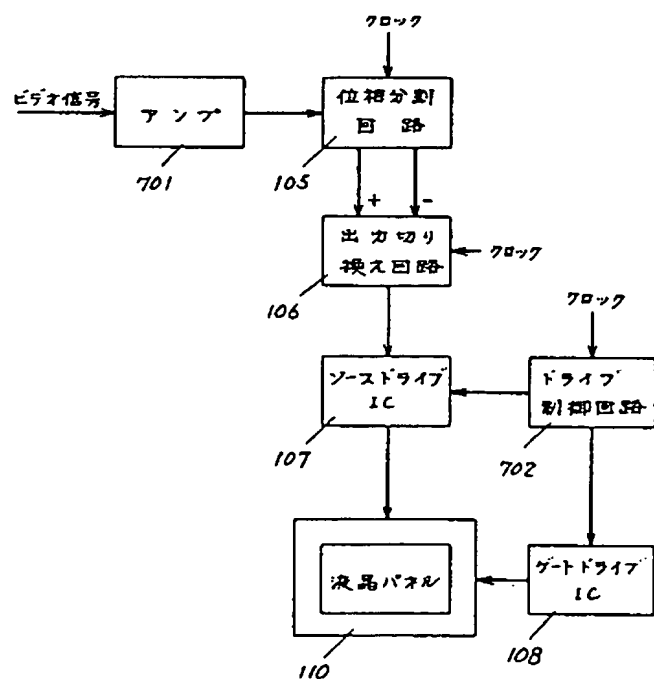 クロック
ビデオ信号
アンプ
701
位相分割
回路
105
+
-
出力切り
換え回路
クロック
106
クロック
ソースドライブ
IC
107
ドライブ
制御回路
702
液晶パネル
110
ゲートドライブ
IC
108